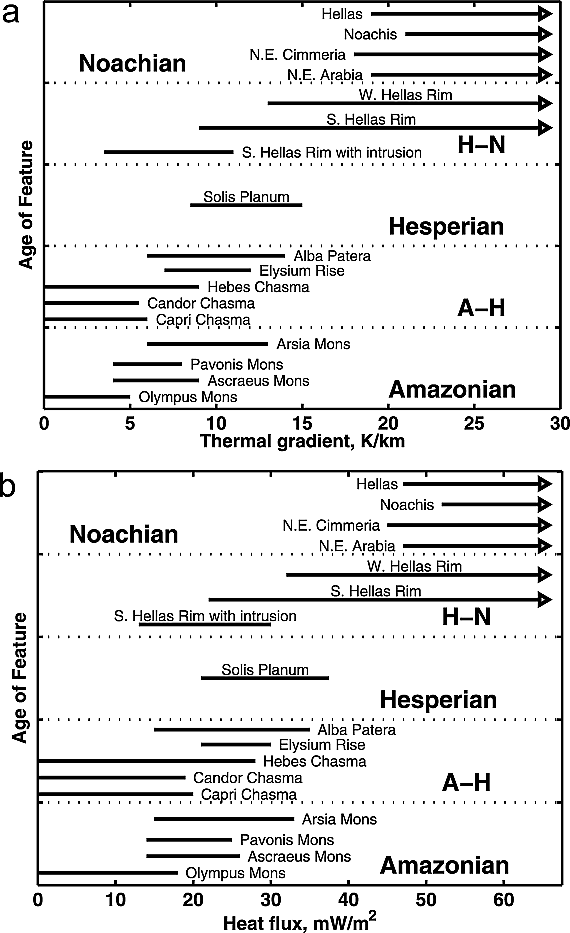 a
Hellas
Noachis
N.E. Cimmeria
Noachian
N.E. Arabia
W. Hellas Rim
S. Hellas Rim
H–N
S. Hellas Rim with intrusion
Solis Planum
Hesperian
Alba Patera
Elysium Rise
Hebes Chasma
Candor Chasma
A–H
Capri Chasma
Arsia Mons
Pavonis Mons
Ascraeus Mons
Amazonian
Olympus Mons
Age of Feature
0 5 10 15 20 25 30
Thermal gradient, K/km
b
Hellas
Noachis
N.E. Cimmeria
Noachian
N.E. Arabia
W. Hellas Rim
S. Hellas Rim
S. Hellas Rim with intrusion
H–N
Solis Planum
Hesperian
Alba Patera
Elysium Rise
Hebes Chasma
Candor Chasma
A–H
Capri Chasma
Arsia Mons
Pavonis Mons
Ascraeus Mons
Amazonian
Olympus Mons
Age of Feature
0 10 20 30 40 50 60
Heat flux, mW/m²